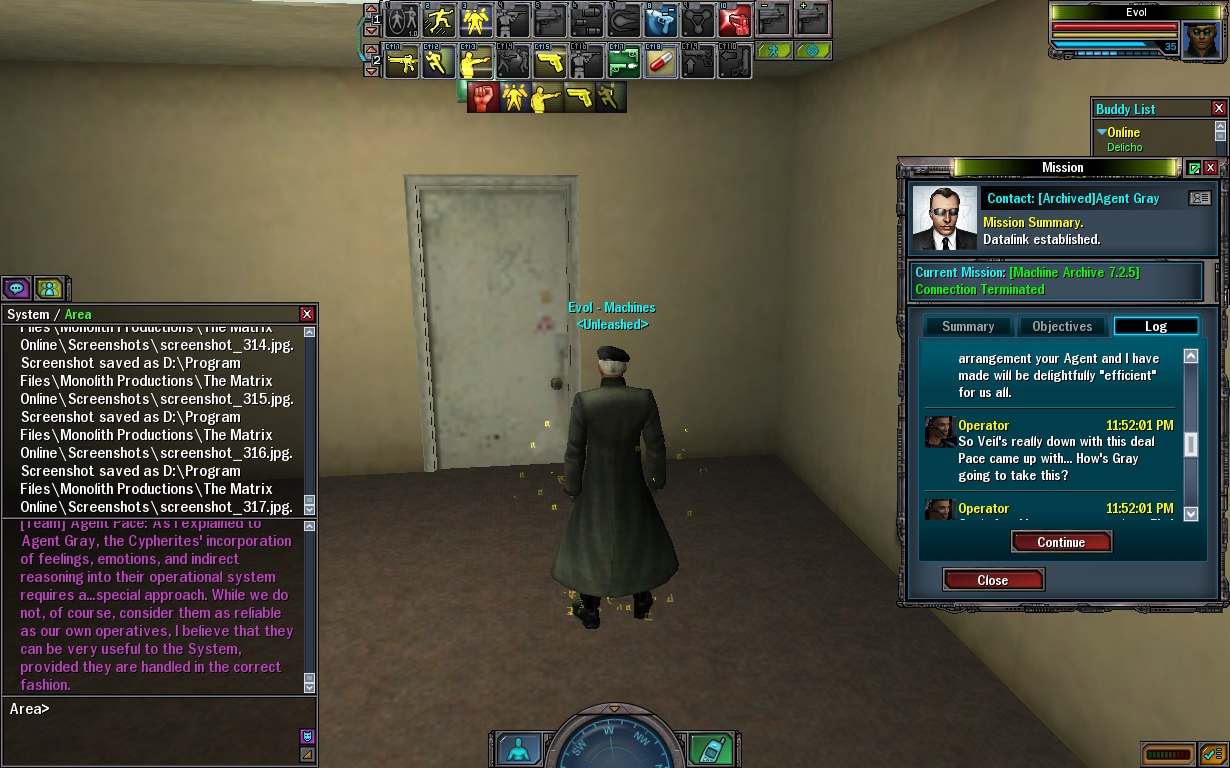 Evol
35
Buddy List
Online
Delicho
Mission
Contact: [Archived]Agent Gray
Mission Summary.
Datalink established.
Current Mission: [Machine Archive 7.2.5]
Connection Terminated
Summary
Objectives
Log
arrangement your Agent and I have
made will be delightfully "efficient"
for us all.
Operator 11:52:01 PM
So Veil's really down with this deal
Pace came up with... How's Gray
going to take this?
Operator 11:52:01 PM
Continue
Close
Evol - Machines
<Unleashed>
System / Area
Files\Monolith Productions\The Matrix
Online\Screenshots\screenshot_314.jpg.
Screenshot saved as D:\Program
Files\Monolith Productions\The Matrix
Online\Screenshots\screenshot_315.jpg.
Screenshot saved as D:\Program
Files\Monolith Productions\The Matrix
Online\Screenshots\screenshot_316.jpg.
Screenshot saved as D:\Program
Files\Monolith Productions\The Matrix
Online\Screenshots\screenshot_317.jpg.
[Team] Agent Pace: As I explained to
Agent Gray, the Cypherites' incorporation
of feelings, emotions, and indirect
reasoning into their operational system
requires a...special approach. While we do
not, of course, consider them as reliable
as our own operatives, I believe that they
can be very useful to the System,
provided they are handled in the correct
fashion.
Area>
SW
W
NW